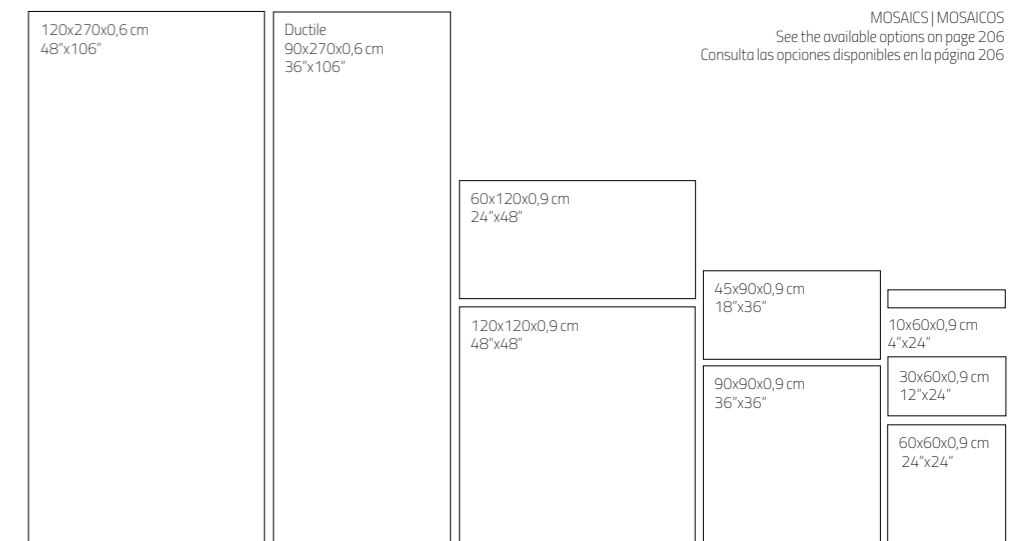 120x270x0,6 cm
48"x106"
Ductile
90x270x0,6 cm
36"x106"
MOSAICS | MOSAICOS
See the available options on page 206
Consulta las opciones disponibles en la página 206
60x120x0,9 cm
24"x48"
120x120x0,9 cm
48"x48"
45x90x0,9 cm
18"x36"
90x90x0,9 cm
36"x36"
10x60x0,9 cm
4"x24"
30x60x0,9 cm
12"x24"
60x60x0,9 cm
24"x24"